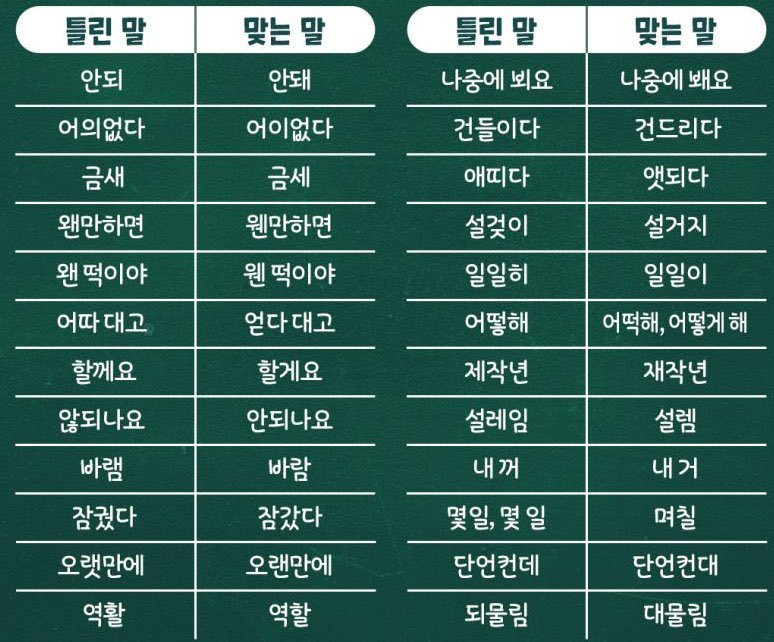 틀린 말 맞는 말
안되 안돼
어의없다 어이없다
금새 금세
왠만하면 웬만하면
왠 떡이야 웬 떡이야
어따 대고 얻다 대고
할께요 할게요
않되나요 안되나요
바램 바람
잠궜다 잠갔다
오랫만에 오랜만에
역활 역할
틀린 말 맞는 말
나중에 뵈요 나중에 봬요
건들이다 건드리다
애띠다 앳되다
설겆이 설거지
일일히 일일이
어떻해 어떡해, 어떻게 해
제작년 재작년
설레임 설렘
내 꺼 내 거
몇일, 몇 일 며칠
단언컨데 단언컨대
되물림 대물림